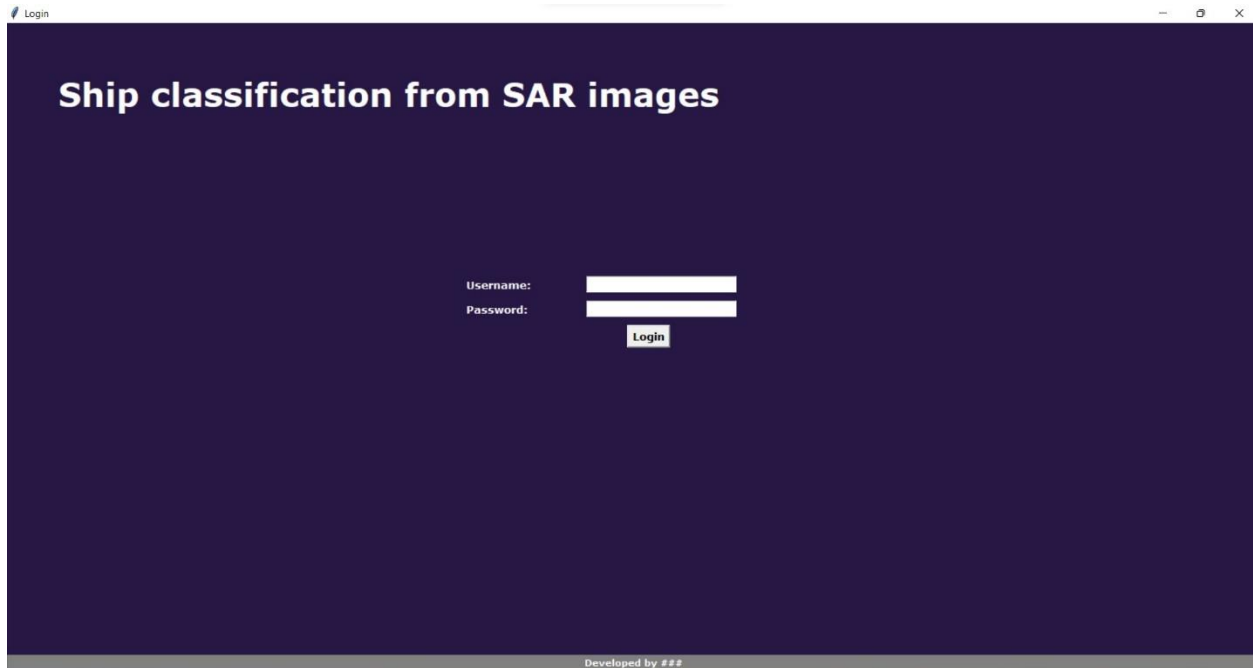 Login
Ship classification from SAR images
Username:
Password:
Login
Developed by ###